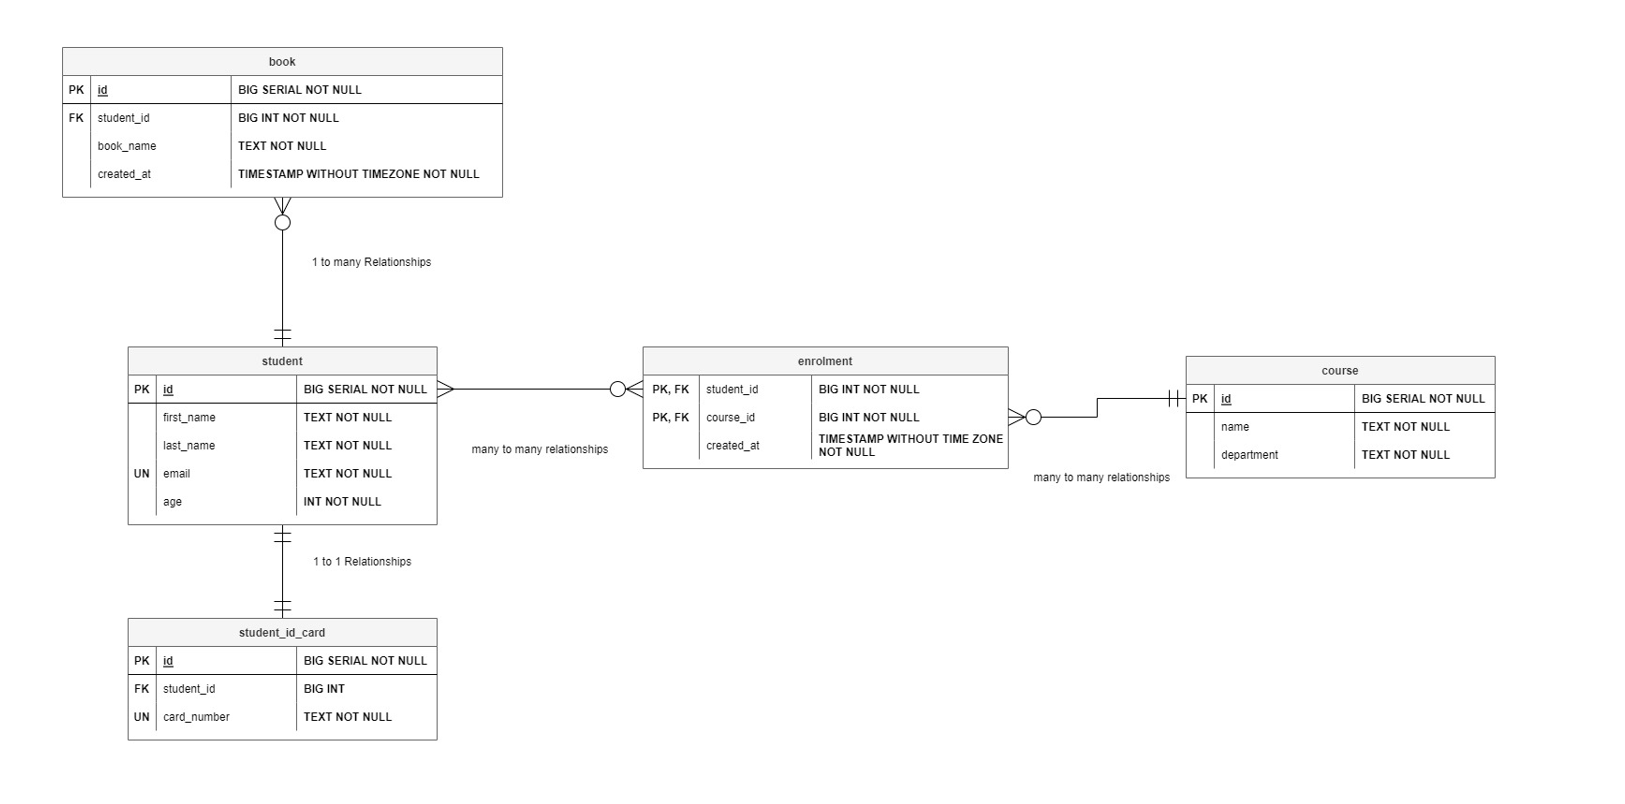 book
PK id BIG SERIAL NOT NULL
FK student_id BIG INT NOT NULL
book_name TEXT NOT NULL
created_at TIMESTAMP WITHOUT TIMEZONE NOT NULL
1 to many Relationships
student
PK id BIG SERIAL NOT NULL
first_name TEXT NOT NULL
last_name TEXT NOT NULL
UN email TEXT NOT NULL
age INT NOT NULL
many to many relationships
enrolment
PK, FK student_id BIG INT NOT NULL
PK, FK course_id BIG INT NOT NULL
created_at TIMESTAMP WITHOUT TIME ZONE
NOT NULL
many to many relationships
course
PK id BIG SERIAL NOT NULL
name TEXT NOT NULL
department TEXT NOT NULL
1 to 1 Relationships
student_id_card
PK id BIG SERIAL NOT NULL
FK student_id BIG INT
UN card_number TEXT NOT NULL